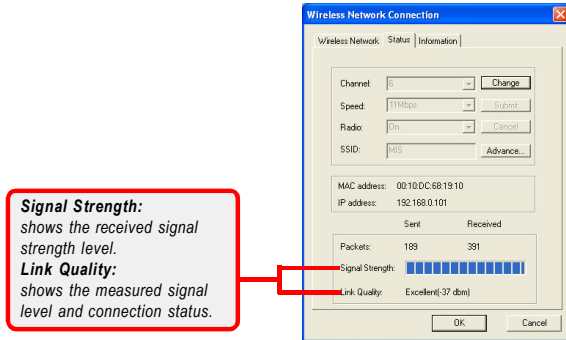 Wireless Network Connection
Wireless Network Status Information
Channel: 6 Change
Speed: 11Mbps Submit
Radio: On Cancel
SSID: MIS Advance...
MAC address: 00:10:DC:68:19:10
IP address: 192.168.0.101
Sent Received
Packets: 189 391
Signal Strength:
Link Quality: Excellent(-37 dbm)
OK Cancel
Signal Strength:
shows the received signal
strength level.
Link Quality:
shows the measured signal
level and connection status.